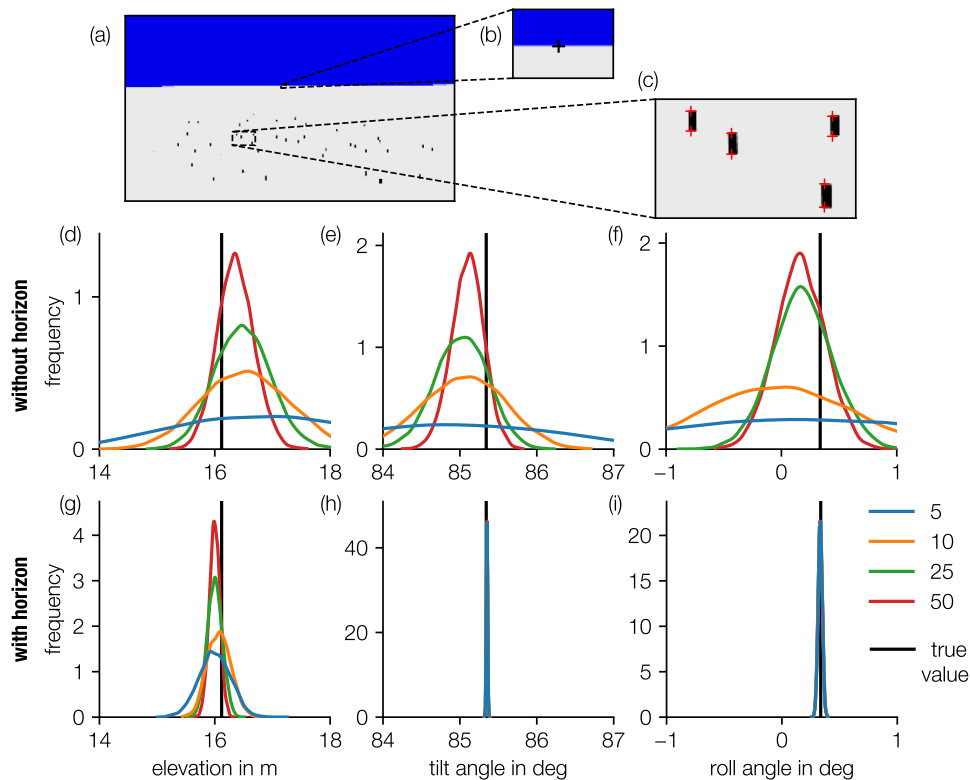 (a)
(b)
(c)
(d)
(e)
(f)
without horizon
frequency
1
0
14
16
18
2
1
0
84
85
86
87
2
1
0
−1
0
1
(g)
(h)
(i)
with horizon
frequency
4
3
2
1
0
14
16
18
elevation in m
40
20
0
84
85
86
87
tilt angle in deg
20
15
10
5
0
−1
0
1
roll angle in deg
5
10
25
50
true
value